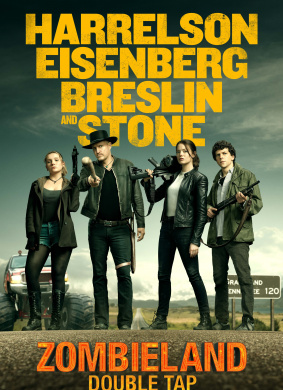 HARRELSON
EISENBERG
BRESLIN
AND STONE
120
ZOMBIELAND
DOUBLE TAP